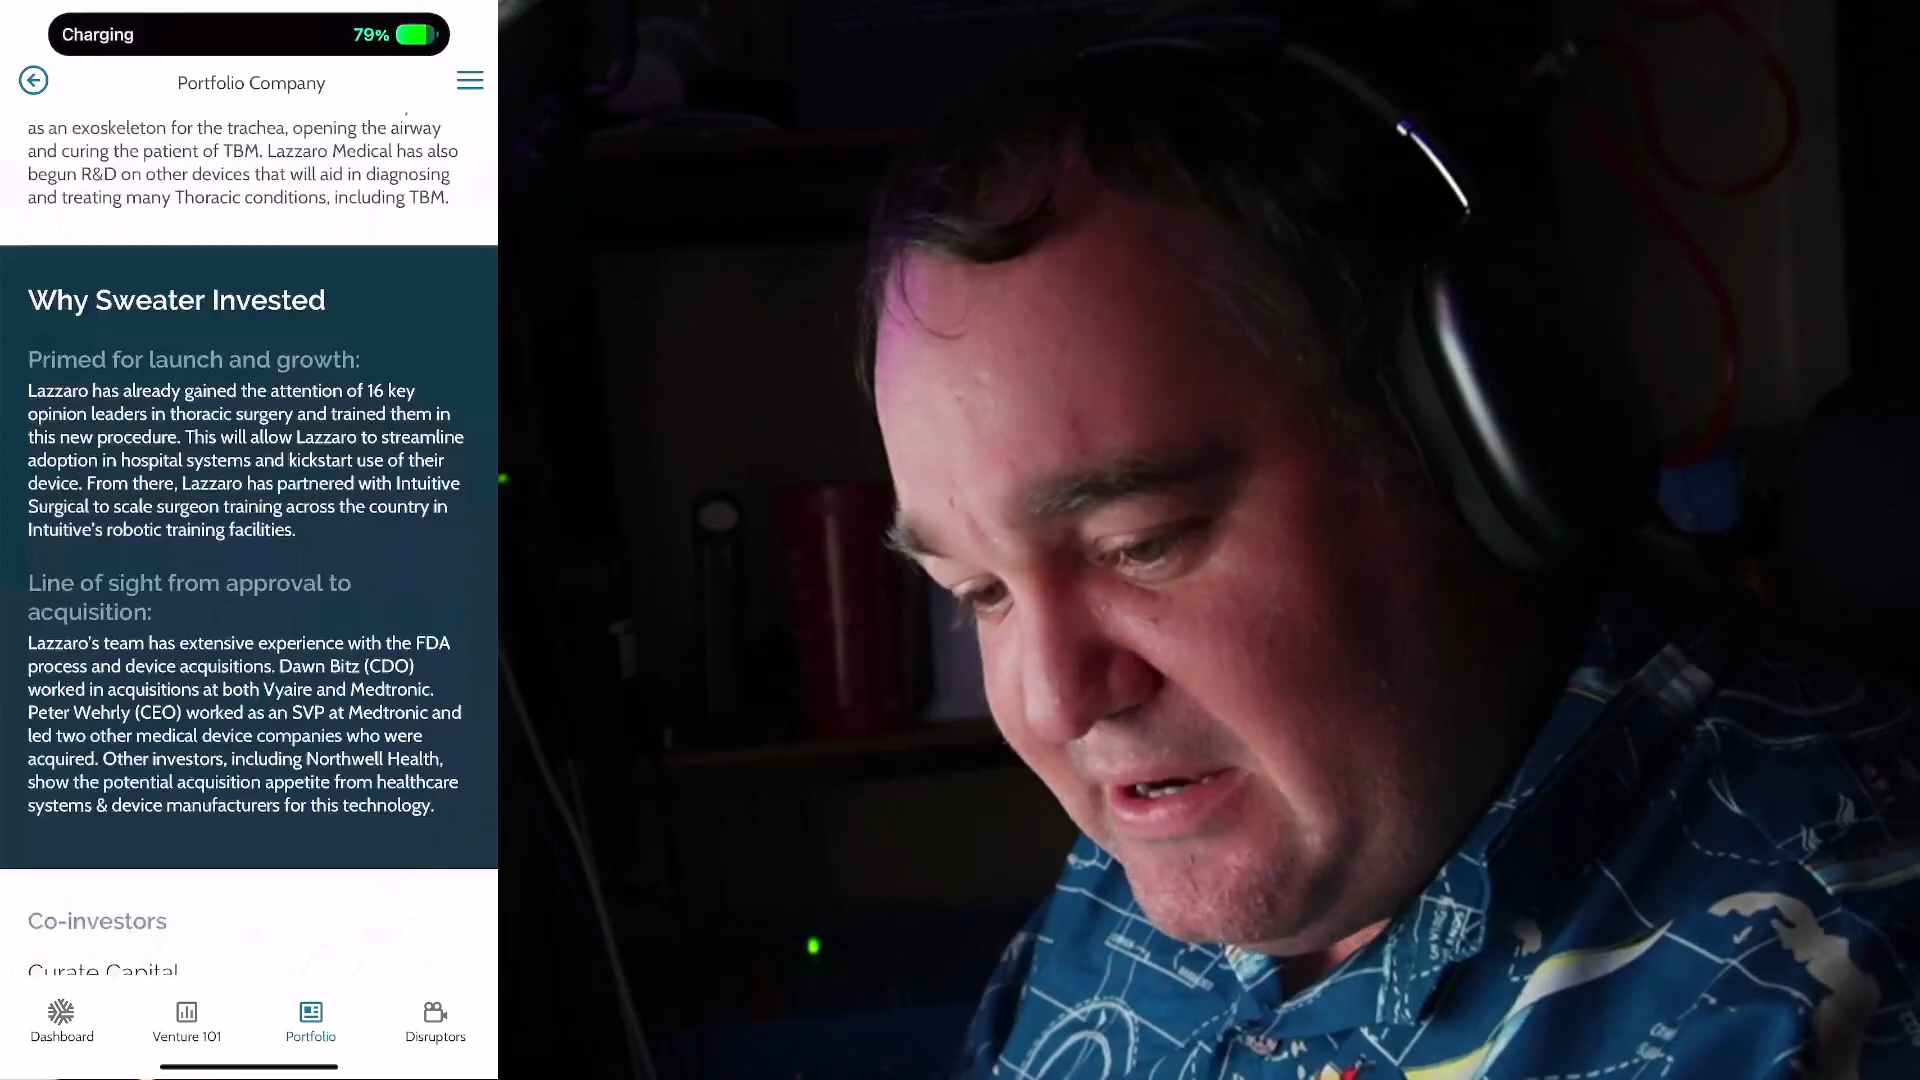 Charging
79%
Portfolio Company
as an exoskeleton for the trachea, opening the airway
and curing the patient of TBM. Lazzaro Medical has also
begun R&D on other devices that will aid in diagnosing
and treating many Thoracic conditions, including TBM.
Why Sweater Invested
Primed for launch and growth:
Lazzaro has already gained the attention of 16 key
opinion leaders in thoracic surgery and trained them in
this new procedure. This will allow Lazzaro to streamline
adoption in hospital systems and kickstart use of their
device. From there, Lazzaro has partnered with Intuitive
Surgical to scale surgeon training across the country in
Intuitive's robotic training facilities.
Line of sight from approval to
acquisition:
Lazzaro's team has extensive experience with the FDA
process and device acquisitions. Dawn Bitz (CDO)
worked in acquisitions at both Vyaire and Medtronic.
Peter Wehrly (CEO) worked as an SVP at Medtronic and
led two other medical device companies who were
acquired. Other investors, including Northwell Health,
show the potential acquisition appetite from healthcare
systems & device manufacturers for this technology.
Co-investors
Curate Capital
Dashboard
Venture 101
Portfolio
Disruptors